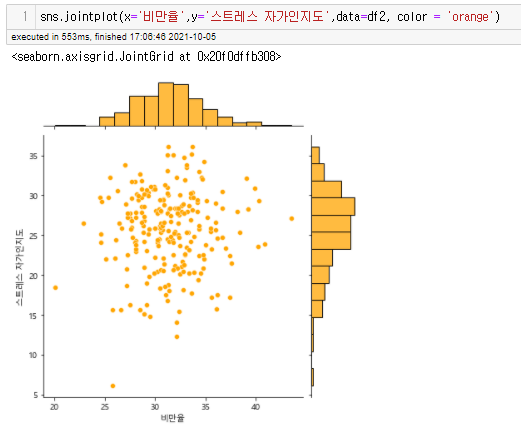 1 sns.jointplot(x='비만율',y='스트레스 자가인지도',data=df2, color = 'orange')
executed in 553ms, finished 17:06:46 2021-10-05
<seaborn.axisgrid.JointGrid at 0x20f0dffb308>
35
30
25
20
15
10
5
스트레스 자가인지도
20 25 30 35 40
비만율